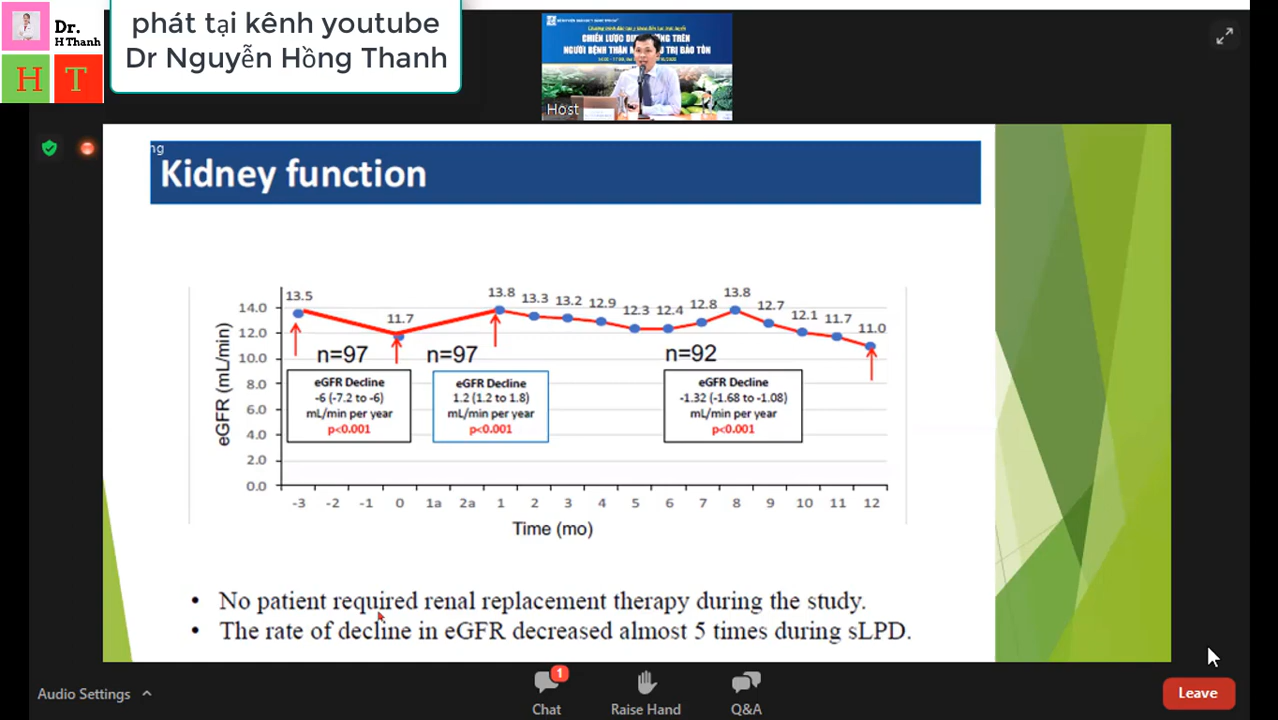 Dr.
H Thanh
H T
phát tại kênh youtube
Dr Nguyễn Hồng Thanh
NGƯỜI BỆNH THẬN
TRỊ BẢO TỒN
Host
ng
Kidney function
eGFR (mL/min)
14.0
12.0
10.0
8.0
6.0
4.0
2.0
0.0
13.5
11.7
13.8
13.3
13.2
12.9
12.3
12.4
12.8
13.8
12.7
12.1
11.7
11.0
n=97
n=97
n=92
eGFR Decline
-6 (-7.2 to -6)
mL/min per year
p<0.001
eGFR Decline
1.2 (1.2 to 1.8)
mL/min per year
p<0.001
eGFR Decline
-1.32 (-1.68 to -1.08)
mL/min per year
p<0.001
-3 -2 -1 0 1a 2a 1 2 3 4 5 6 7 8 9 10 11 12
Time (mo)
• No patient required renal replacement therapy during the study.
• The rate of decline in eGFR decreased almost 5 times during sLPD.
Audio Settings
1
Chat
Raise Hand
Q&A
Leave